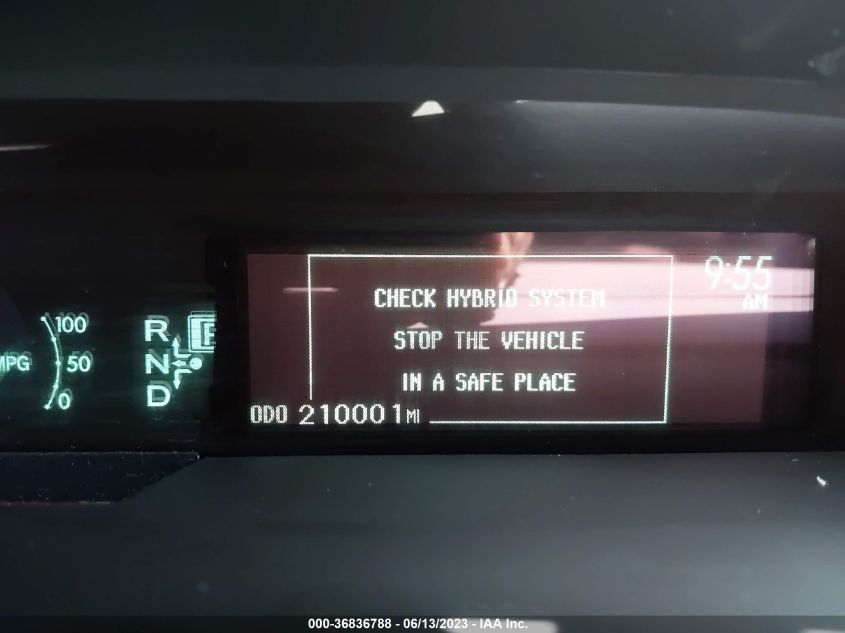 9:55
AM
CHECK HYBRID SYSTEM
STOP THE VEHICLE
IN A SAFE PLACE
ODO 210001 MI
100
MPG 50
0
R
N
D
P
000-36836788 - 06/13/2023 - IAA Inc.